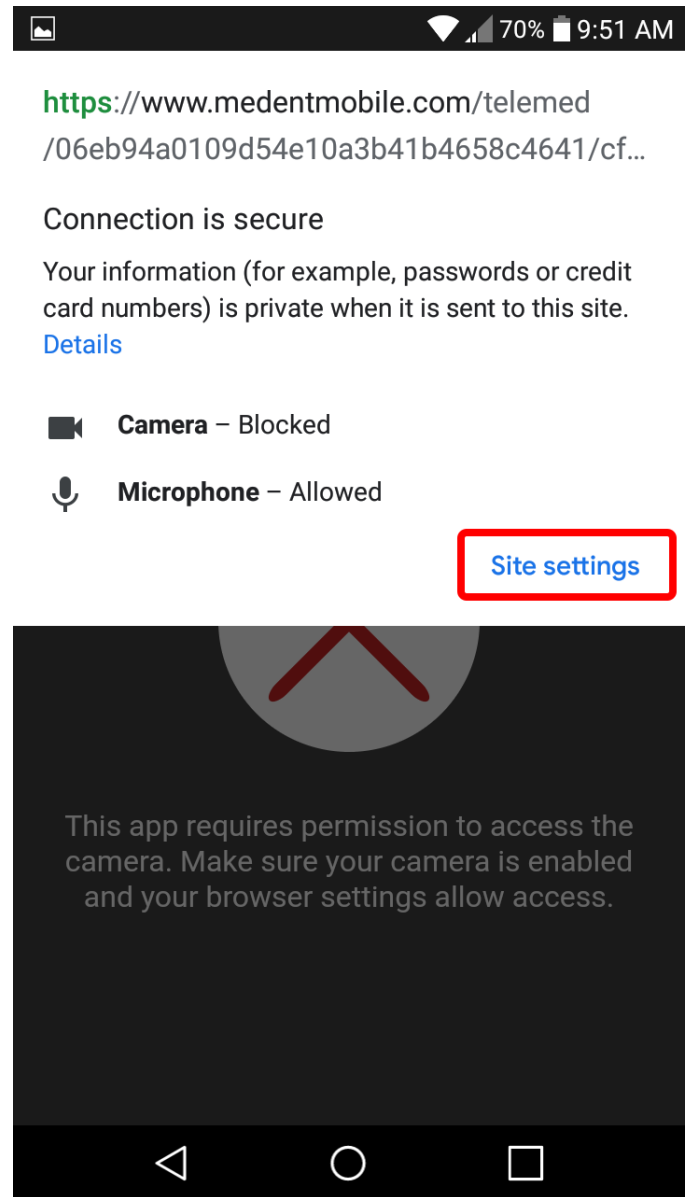 70% 9:51 AM
https://www.medentmobile.com/telemed
/06eb94a0109d54e10a3b41b4658c4641/cf...
Connection is secure
Your information (for example, passwords or credit
card numbers) is private when it is sent to this site.
Details
Camera – Blocked
Microphone – Allowed
Site settings
This app requires permission to access the
camera. Make sure your camera is enabled
and your browser settings allow access.